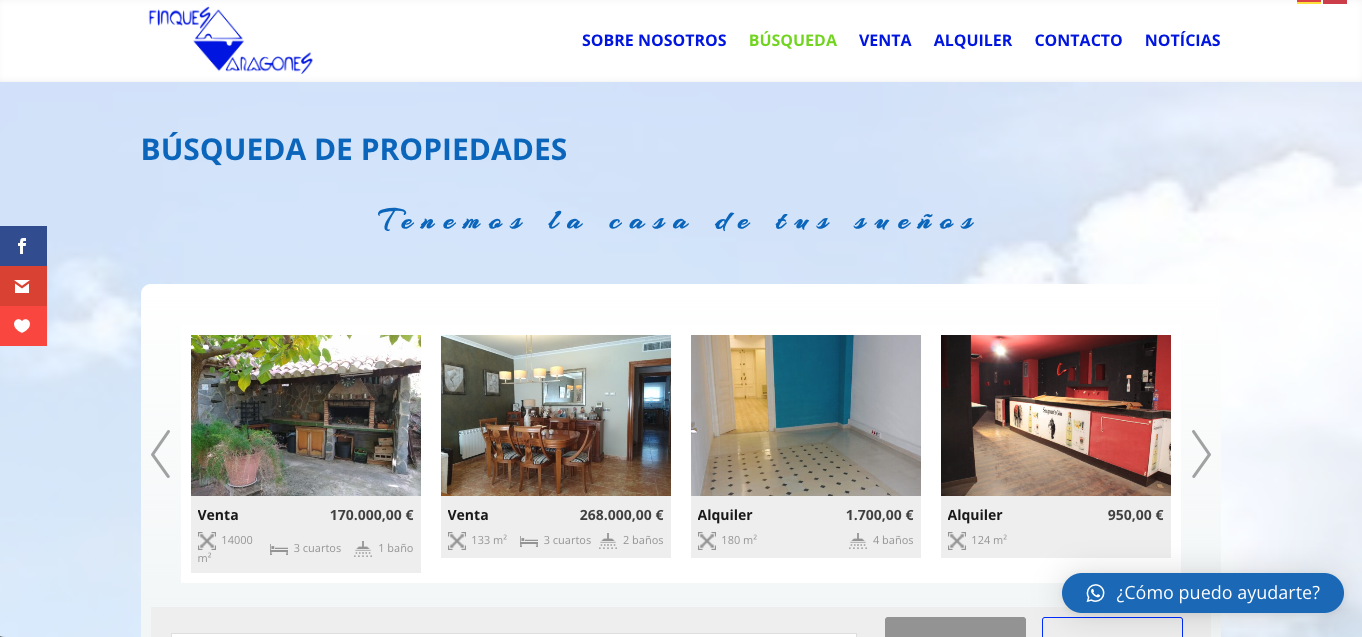 FINQUES
ARAGONES
SOBRE NOSOTROS
BÚSQUEDA
VENTA
ALQUILER
CONTACTO
NOTÍCIAS
BÚSQUEDA DE PROPIEDADES
Tenemos la casa de tus sueños
Venta 170.000,00 €
14000 m² 3 cuartos 1 baño
Venta 268.000,00 €
133 m² 3 cuartos 2 baños
Alquiler 1.700,00 €
180 m² 4 baños
Alquiler 950,00 €
124 m²
¿Cómo puedo ayudarte?